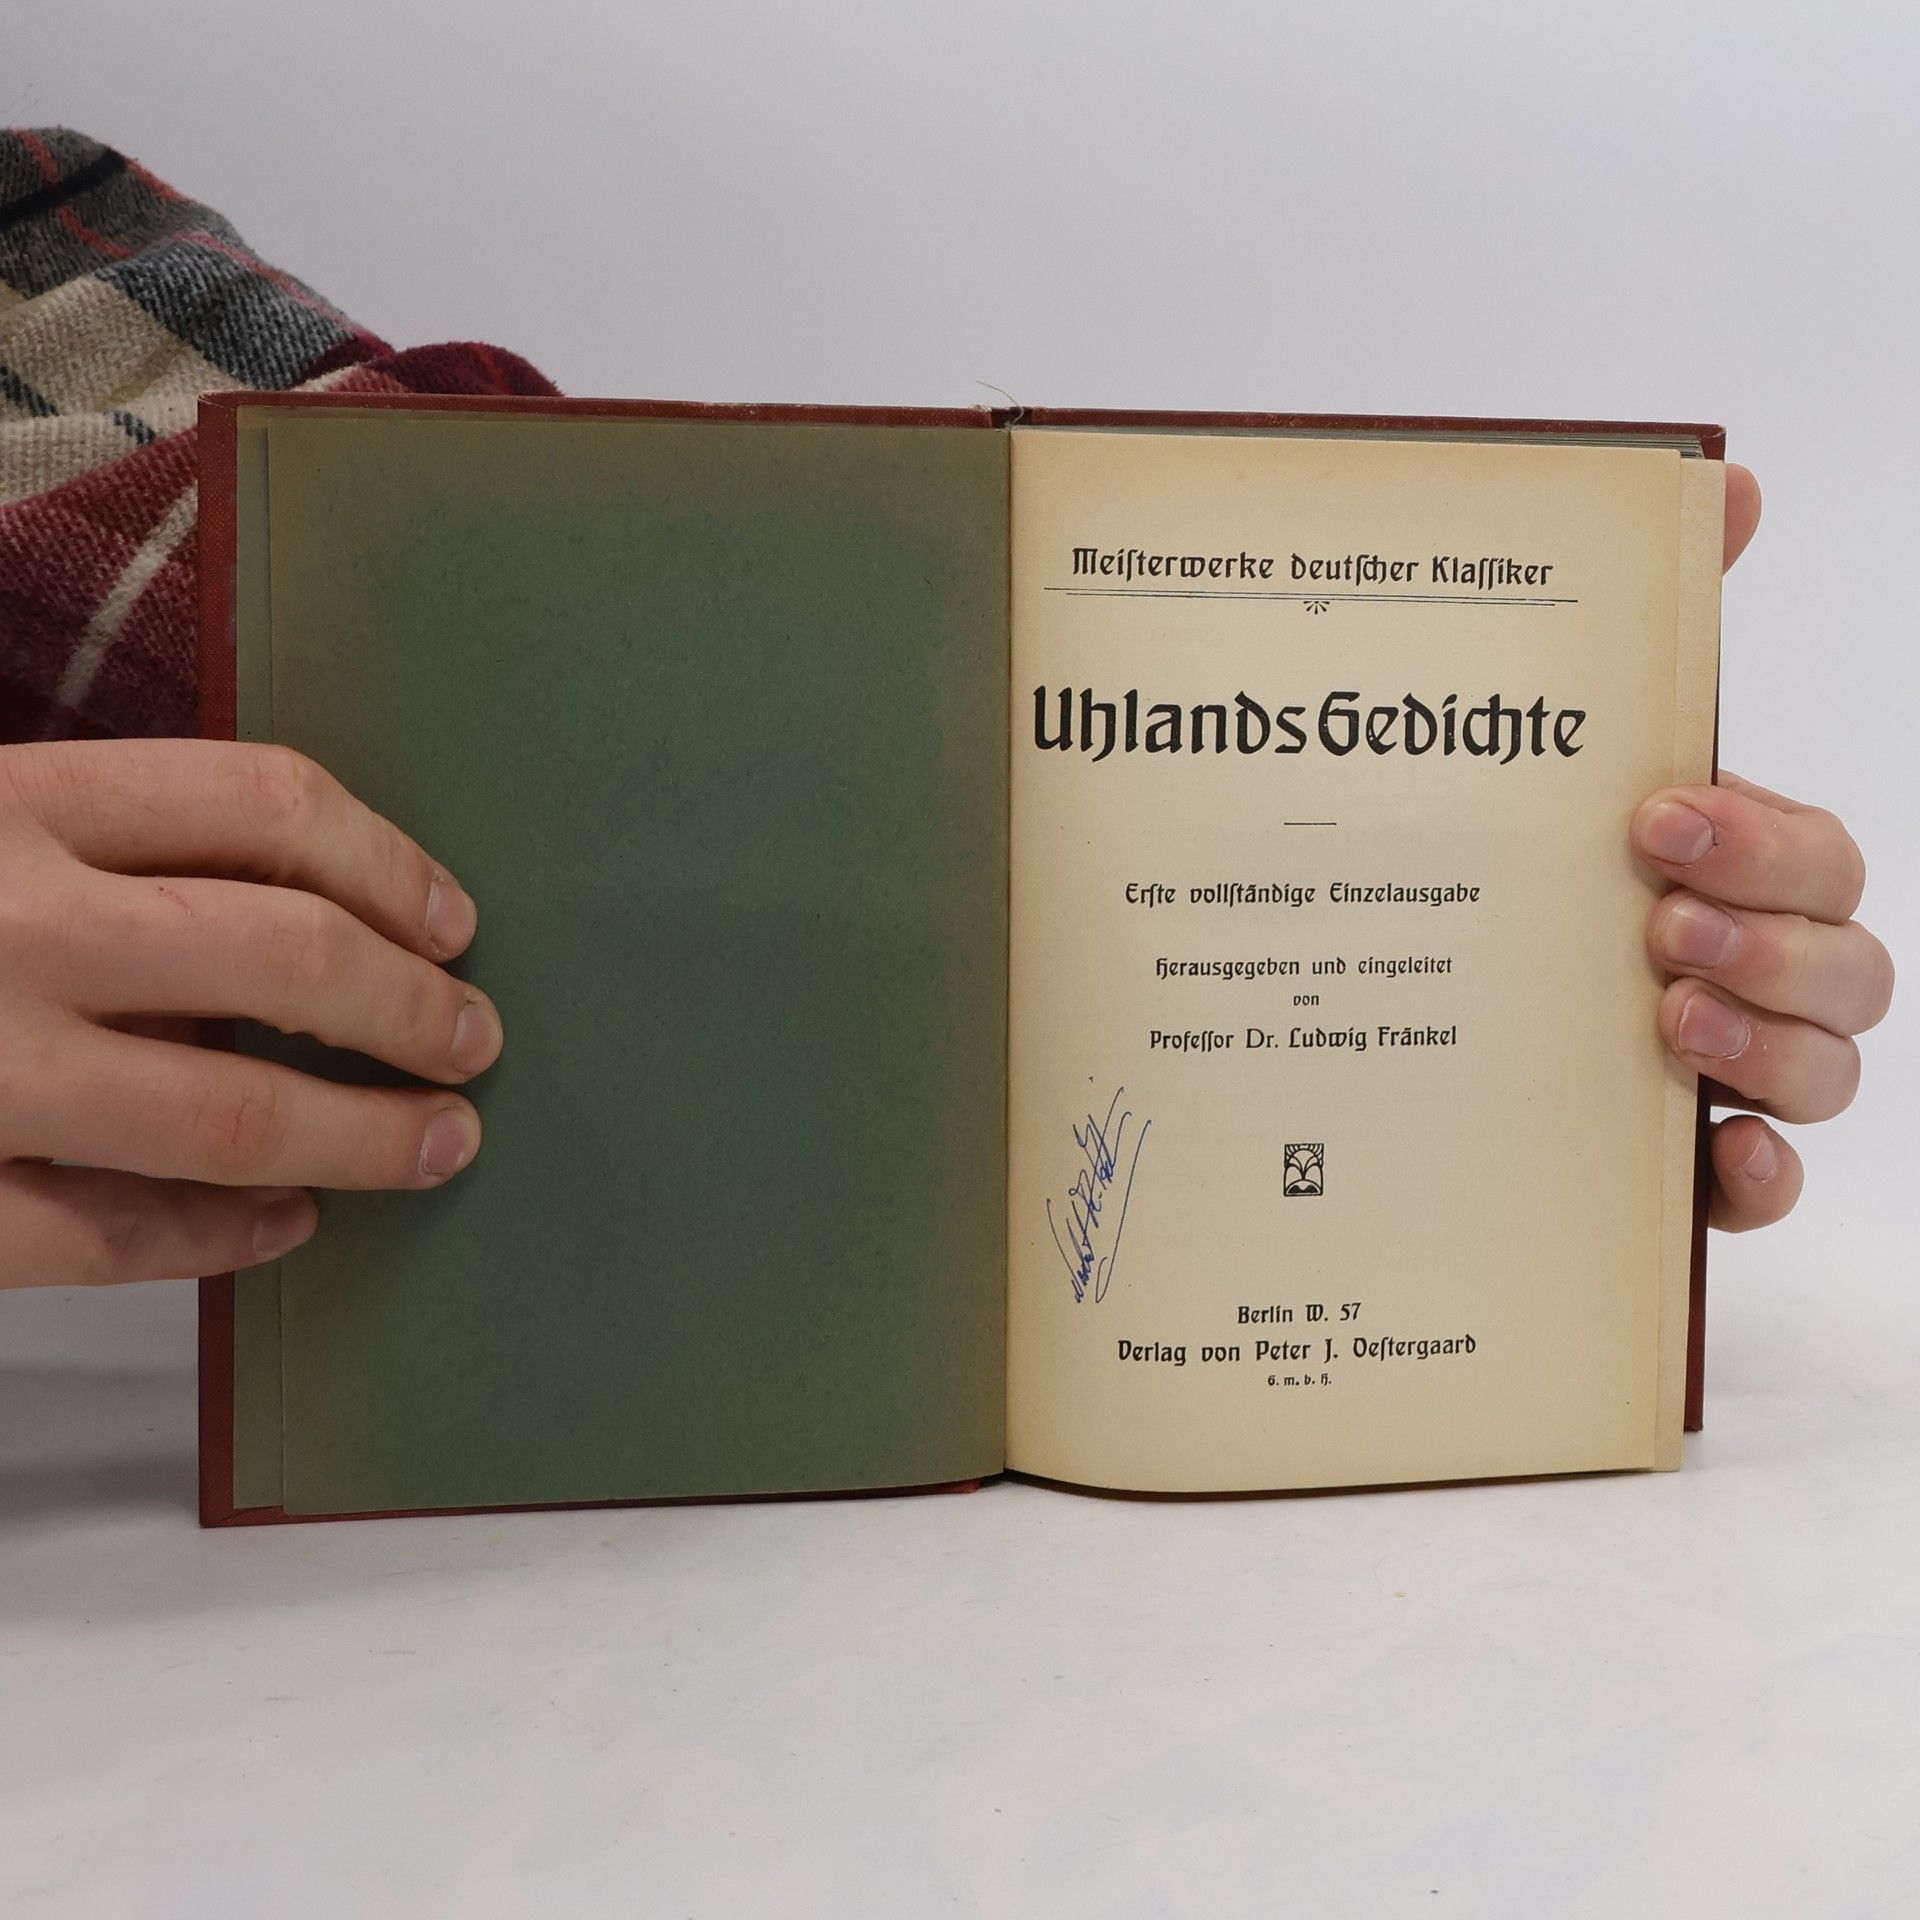 Meiſterwerke deutſcher Klaſſiker
Uhlands Gedichte
Erſte vollſtändige Einzelausgabe
Herausgegeben und eingeleitet
von
Profeſſor Dr. Ludwig Fränkel
Berlin W. 57
Verlag von Peter J. Oeſtergaard
G. m. b. H.